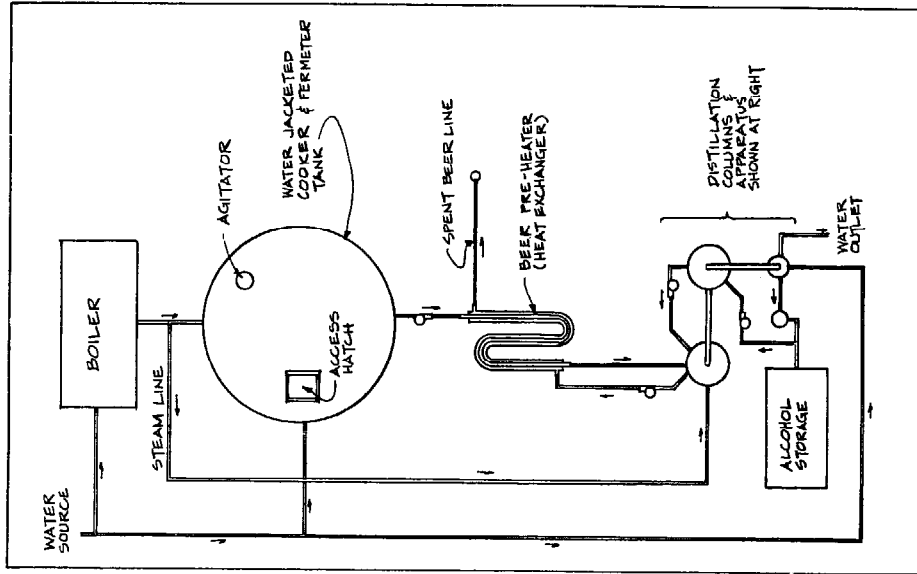 WATER
SOURCE
BOILER
STEAM LINE
AGITATOR
ACCESS
HATCH
WATER JACKETED
COOKER & FERMETER
TANK
SPENT BEER LINE
BEER PRE-HEATER
(HEAT EXCHANGER)
DISTILLATION
COLUMNS &
APPARATUS
SHOWN AT RIGHT
WATER
OUTLET
ALCOHOL
STORAGE